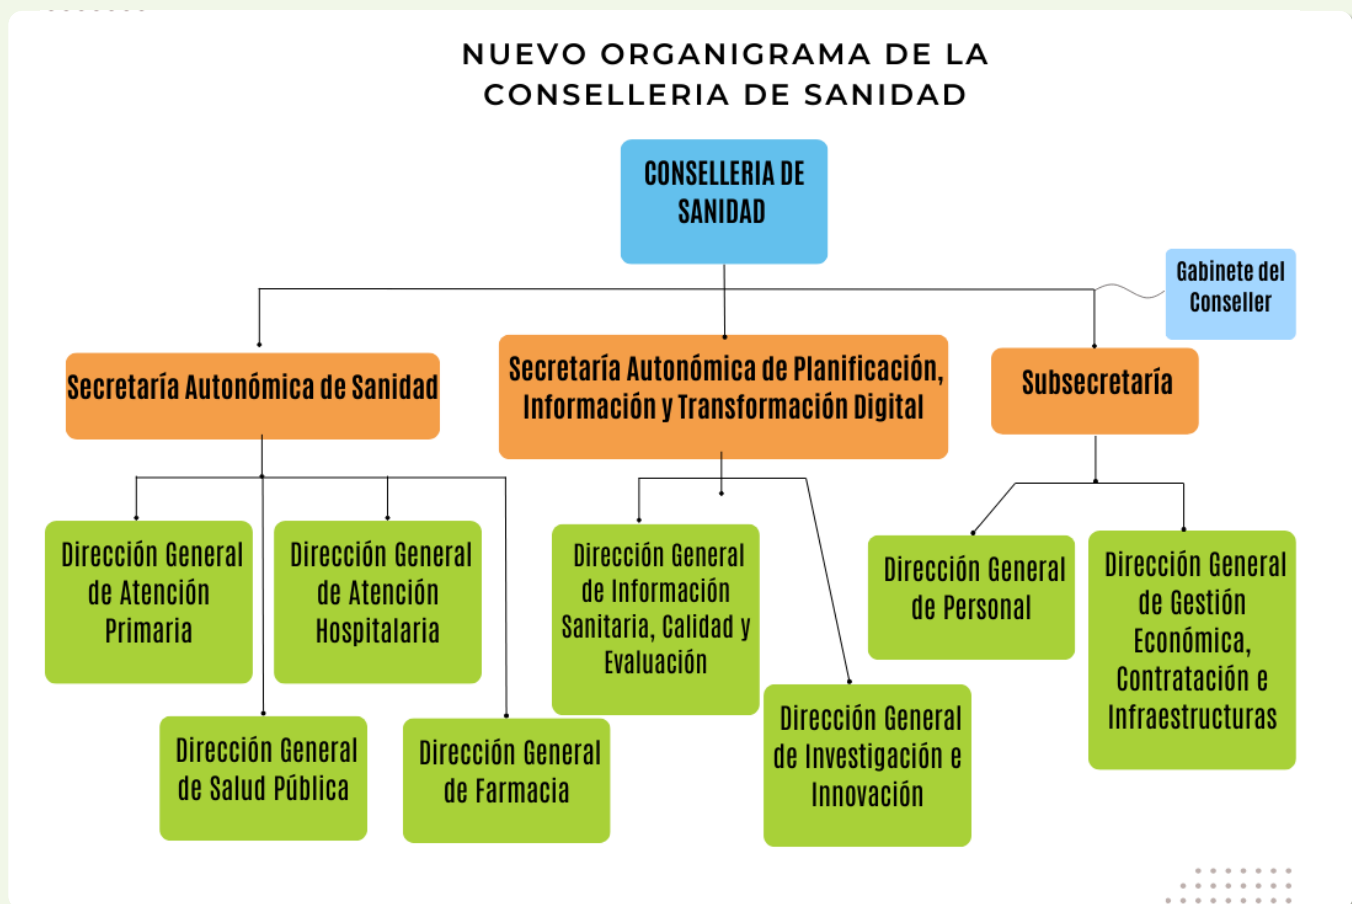 NUEVO ORGANIGRAMA DE LA
CONSELLERIA DE SANIDAD
CONSELLERIA DE
SANIDAD
Gabinete del
Conseller
Secretaría Autonómica de Sanidad
Secretaría Autonómica de Planificación,
Información y Transformación Digital
Subsecretaría
Dirección General
de Atención
Primaria
Dirección General
de Atención
Hospitalaria
Dirección General
de Información
Sanitaria, Calidad y
Evaluación
Dirección General
de Personal
Dirección General
de Gestión
Económica,
Contratación e
Infraestructuras
Dirección General
de Salud Pública
Dirección General
de Farmacia
Dirección General
de Investigación e
Innovación